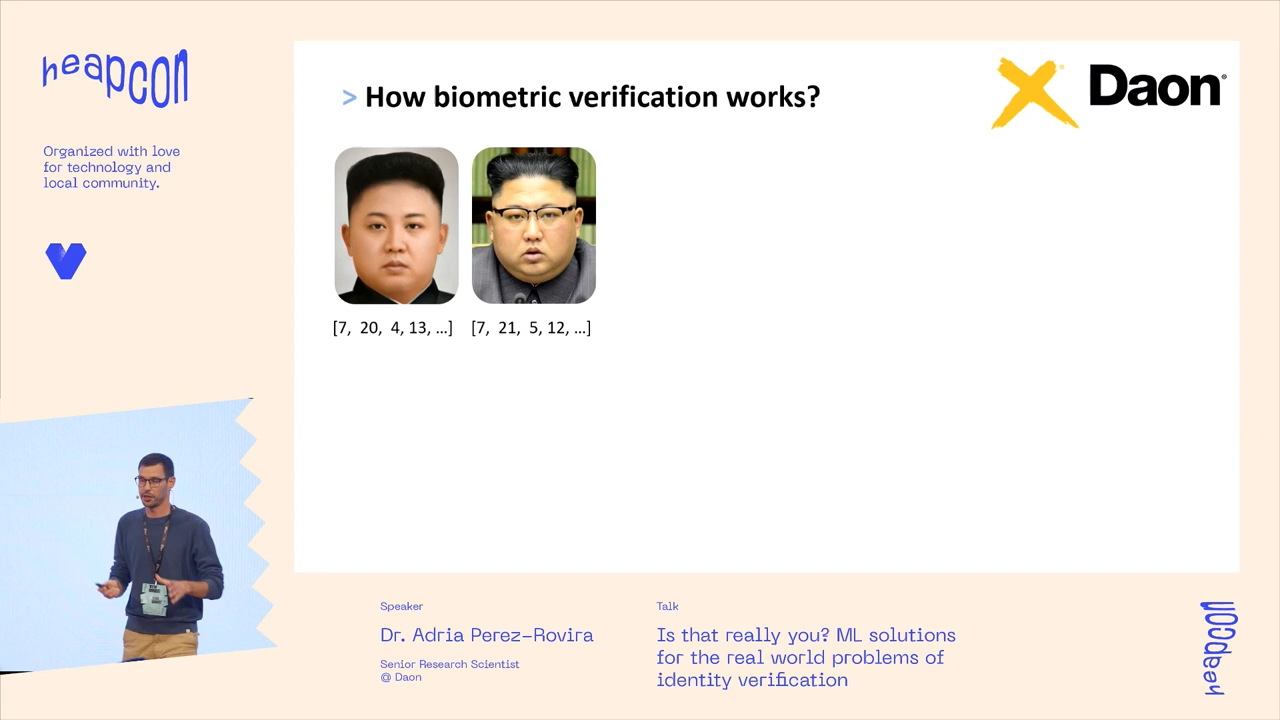 heapcon
Organized with love
for technology and
local community.
> How biometric verification works?
Daon
[7, 20, 4, 13, ...]
[7, 21, 5, 12, ...]
Speaker
Dr. Adria Perez-Rovira
Senior Research Scientist
@ Daon
Talk
Is that really you? ML solutions
for the real world problems of
identity verification
heapcon